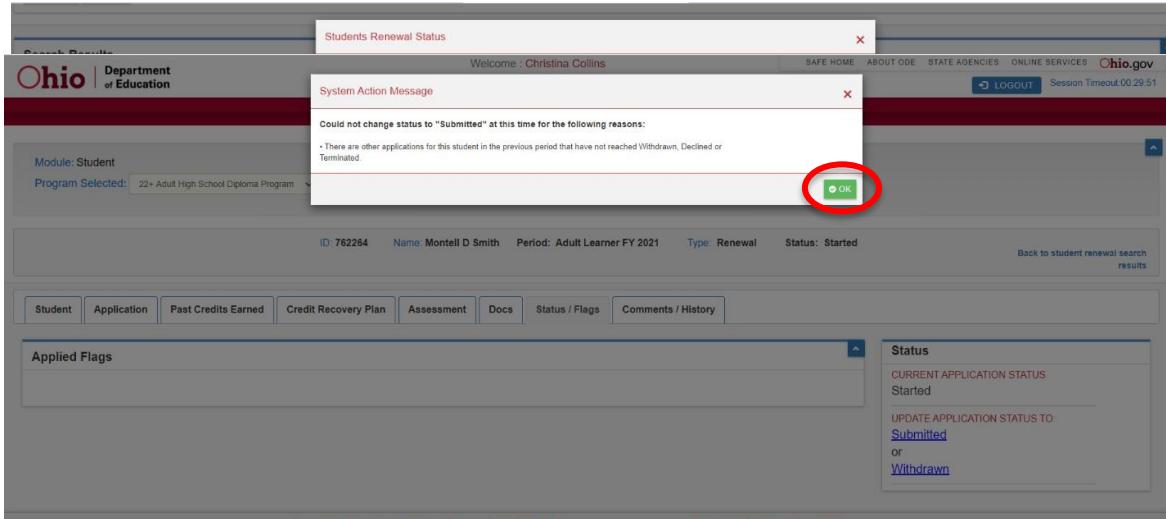 Students Renewal Status
×
Search Results
Ohio Department of Education
Welcome : Christina Collins
SAFE HOME ABOUT ODE STATE AGENCIES ONLINE SERVICES Ohio.gov
LOGOUT Session Timeout:00:29:51
System Action Message
×
Could not change status to "Submitted" at this time for the following reasons:
• There are other applications for this student in the previous period that have not reached Withdrawn, Declined or
Terminated.
OK
Module: Student
Program Selected: 22+ Adult High School Diploma Program
ID: 762264 Name: Montell D Smith Period: Adult Learner FY 2021 Type: Renewal Status: Started
Back to student renewal search
results
Student Application Past Credits Earned Credit Recovery Plan Assessment Docs Status / Flags Comments / History
Applied Flags
Status
CURRENT APPLICATION STATUS
Started
UPDATE APPLICATION STATUS TO:
Submitted
or
Withdrawn